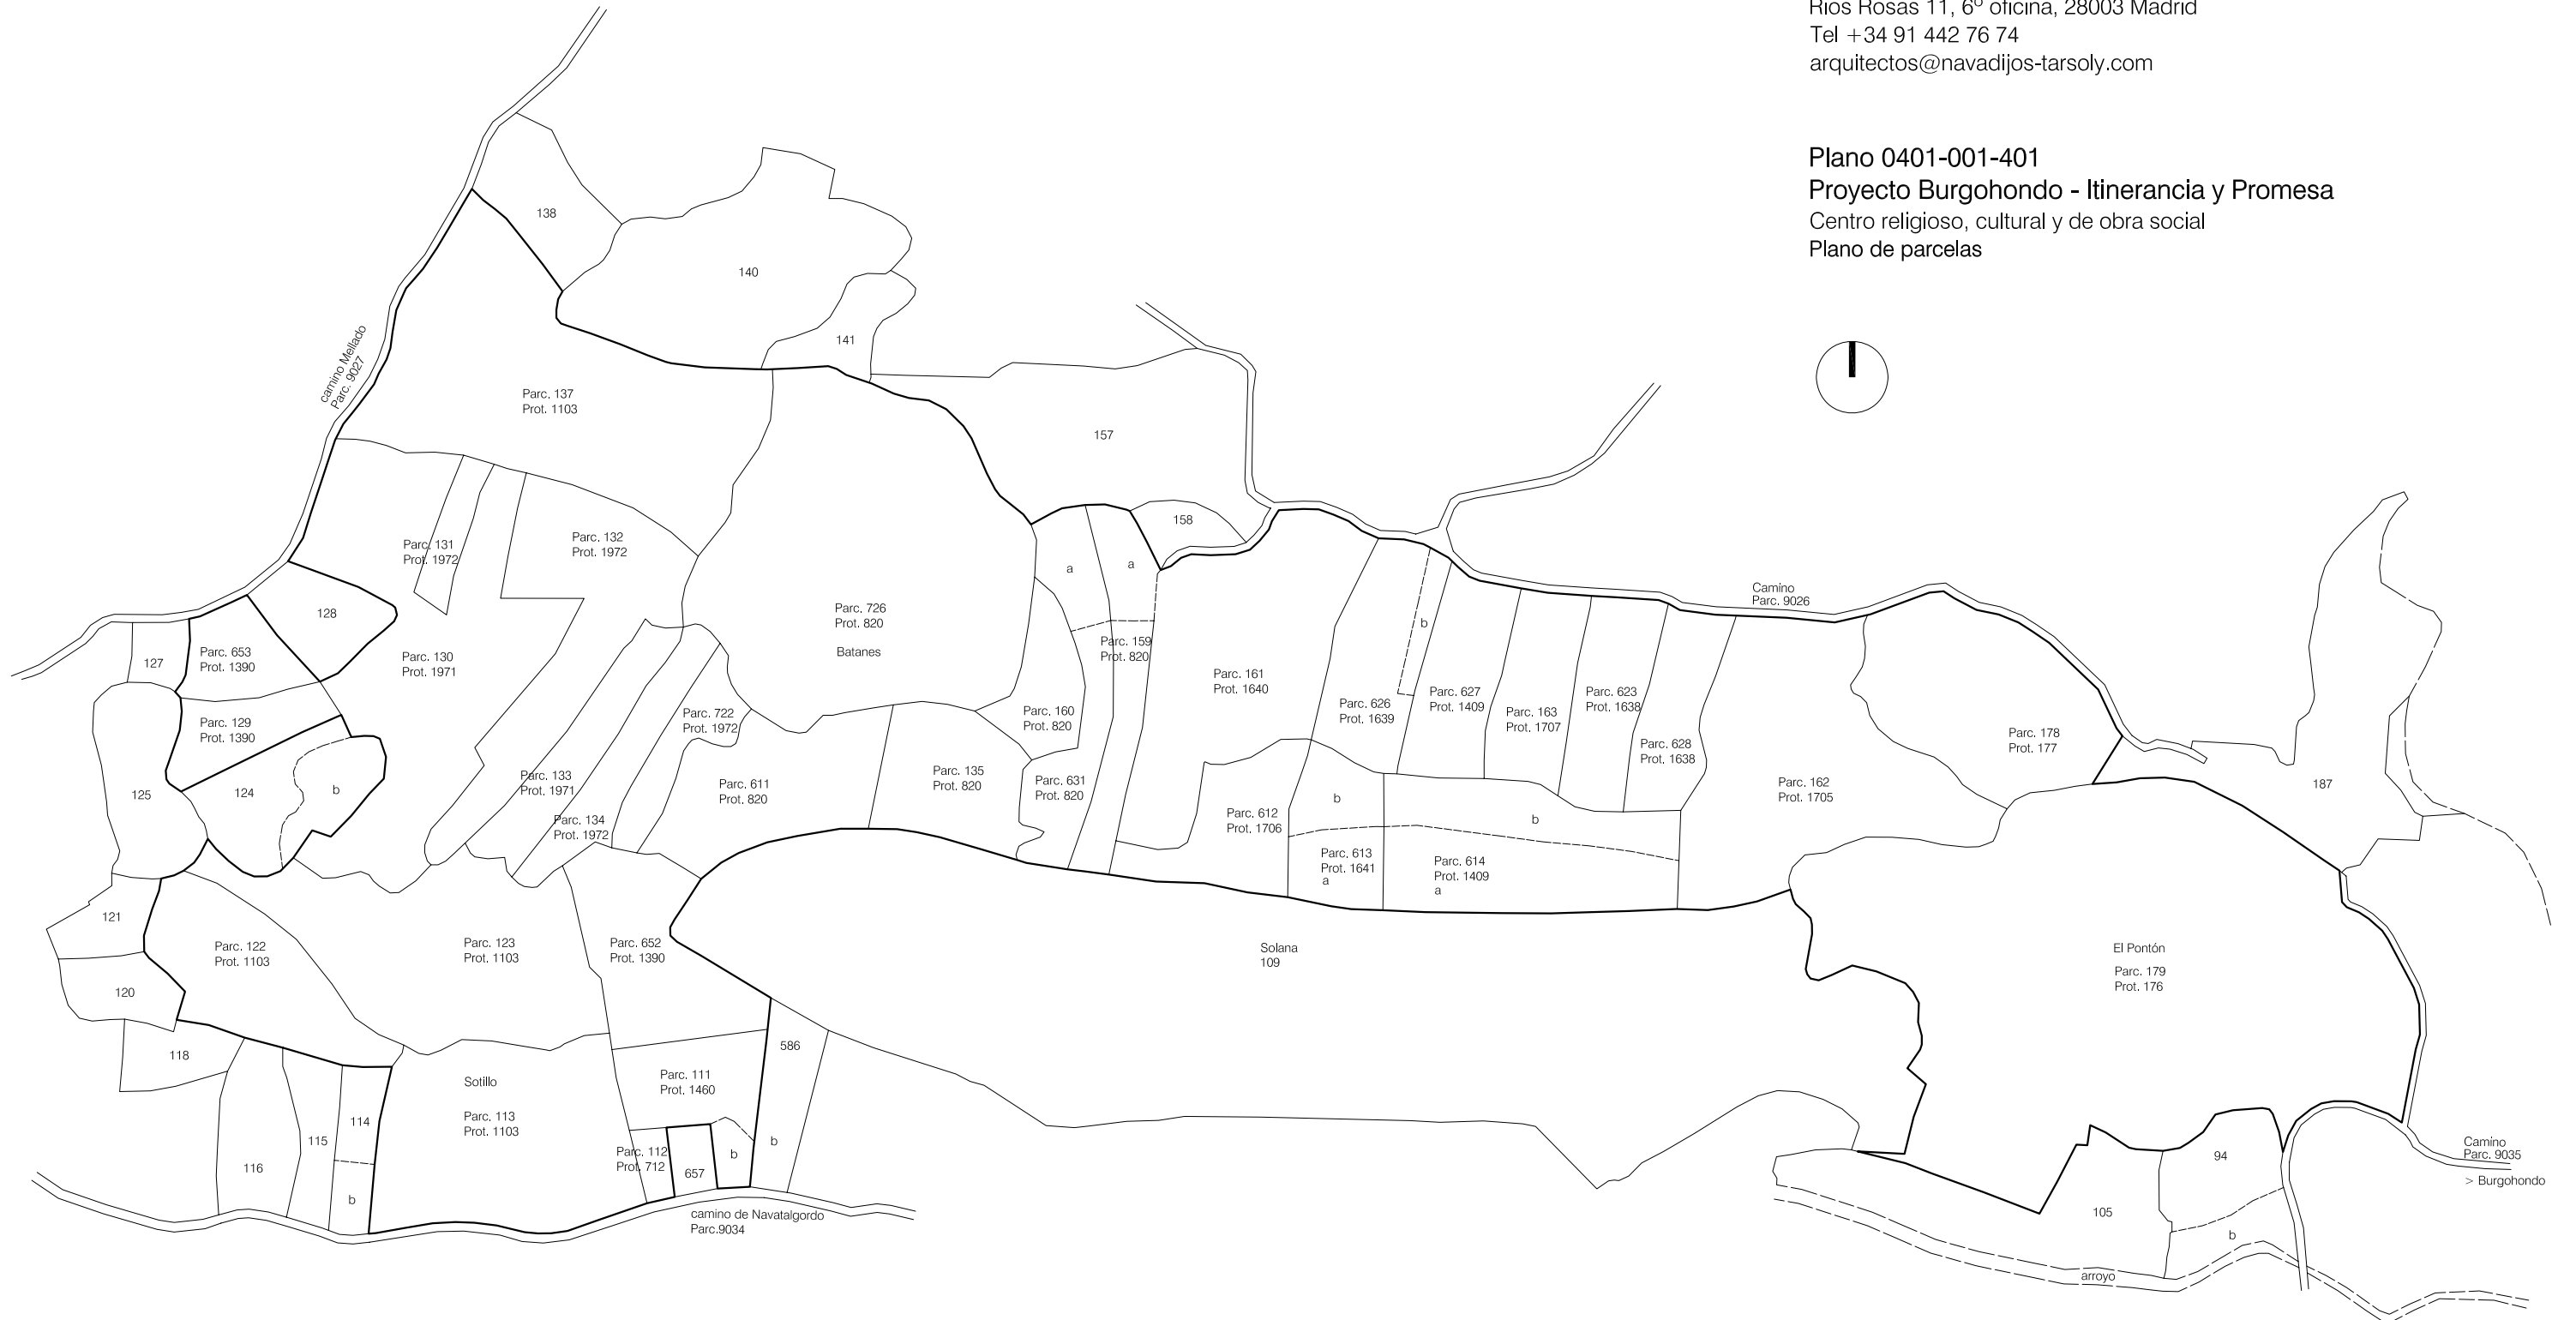 Rios Rosas 11, 6º oficina, 28003 Madrid
Tel +34 91 442 76 74
arquitectos@navadijos-tarsoly.com
Plano 0401-001-401
Proyecto Burgohondo - Itinerancia y Promesa
Centro religioso, cultural y de obra social
Plano de parcelas
138
140
141
camino Mellado
Parc. 9027
Parc. 137
Prot. 1103
157
158
Parc. 131
Prot. 1972
Parc. 132
Prot. 1972
a
a
Camino
Parc. 9026
128
Parc. 726
Prot. 820
Batanes
b
127
Parc. 653
Prot. 1390
Parc. 130
Prot. 1971
Parc. 159
Prot. 820
Parc. 161
Prot. 1640
Parc. 129
Prot. 1390
Parc. 722
Prot. 1972
Parc. 160
Prot. 820
Parc. 626
Prot. 1639
Parc. 627
Prot. 1409
Parc. 163
Prot. 1707
Parc. 623
Prot. 1638
Parc. 628
Prot. 1638
Parc. 178
Prot. 177
125
124
b
Parc. 133
Prot. 1971
Parc. 611
Prot. 820
Parc. 135
Prot. 820
Parc. 631
Prot. 820
Parc. 162
Prot. 1705
187
Parc. 134
Prot. 1972
Parc. 612
Prot. 1706
b
b
Parc. 613
Prot. 1641
a
Parc. 614
Prot. 1409
a
121
Parc. 122
Prot. 1103
Parc. 123
Prot. 1103
Parc. 652
Prot. 1390
Solana
109
El Pontón
Parc. 179
Prot. 176
120
118
586
Sotillo
Parc. 111
Prot. 1460
Parc. 113
Prot. 1103
114
115
116
b
Parc. 112
Prot. 712
657
b
b
camino de Navatalgordo
Parc.9034
94
105
b
arroyo
Camino
Parc. 9035
> Burgohondo